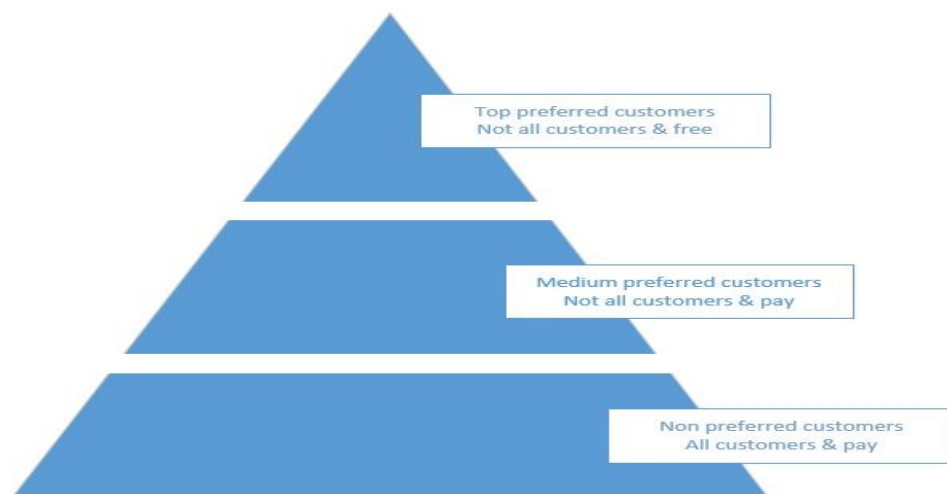 Top preferred customers
Not all customers & free
Medium preferred customers
Not all customers & pay
Non preferred customers
All customers & pay